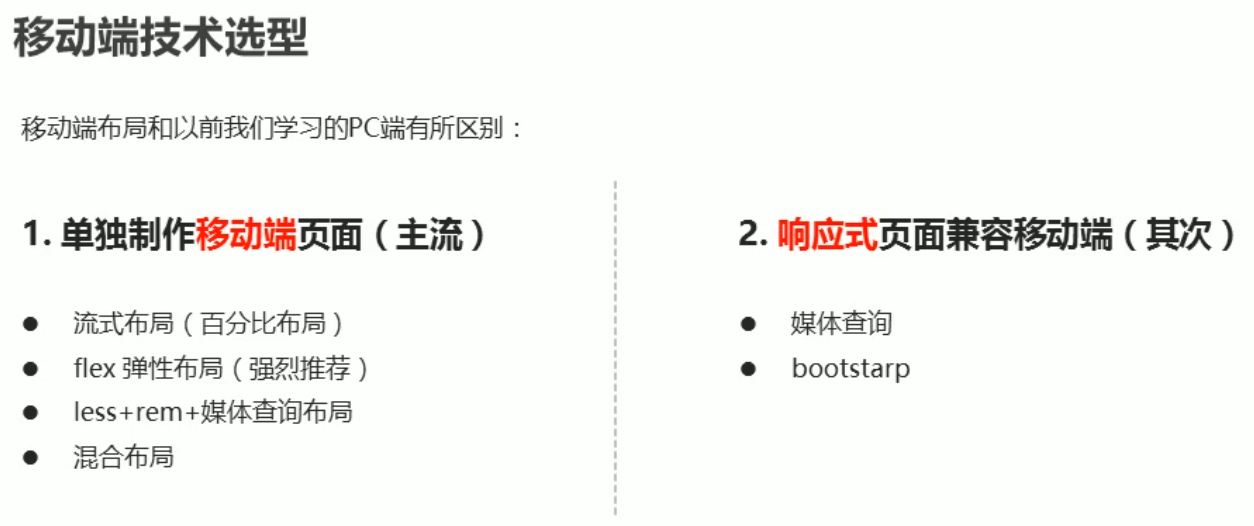 移动端技术选型
移动端布局和以前我们学习的PC端有所区别：
1. 单独制作移动端页面（主流）
● 流式布局（百分比布局）
● flex 弹性布局（强烈推荐）
● less+rem+媒体查询布局
● 混合布局
2. 响应式页面兼容移动端（其次）
● 媒体查询
● bootstarp